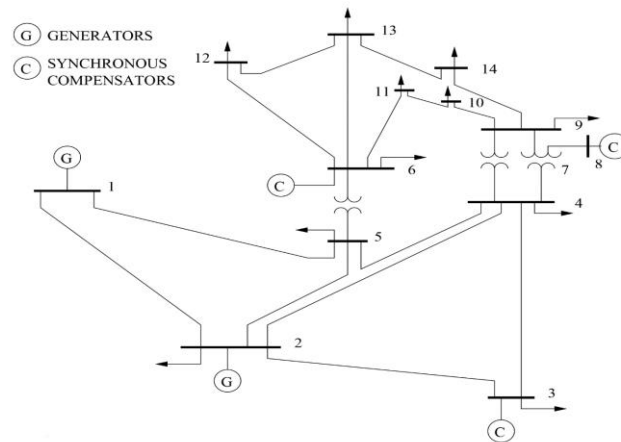 G GENERATORS
C SYNCHRONOUS
COMPENSATORS
13
12
14
11
10
9
G
C
8
7
6
C
1
4
5
2
G
3
C